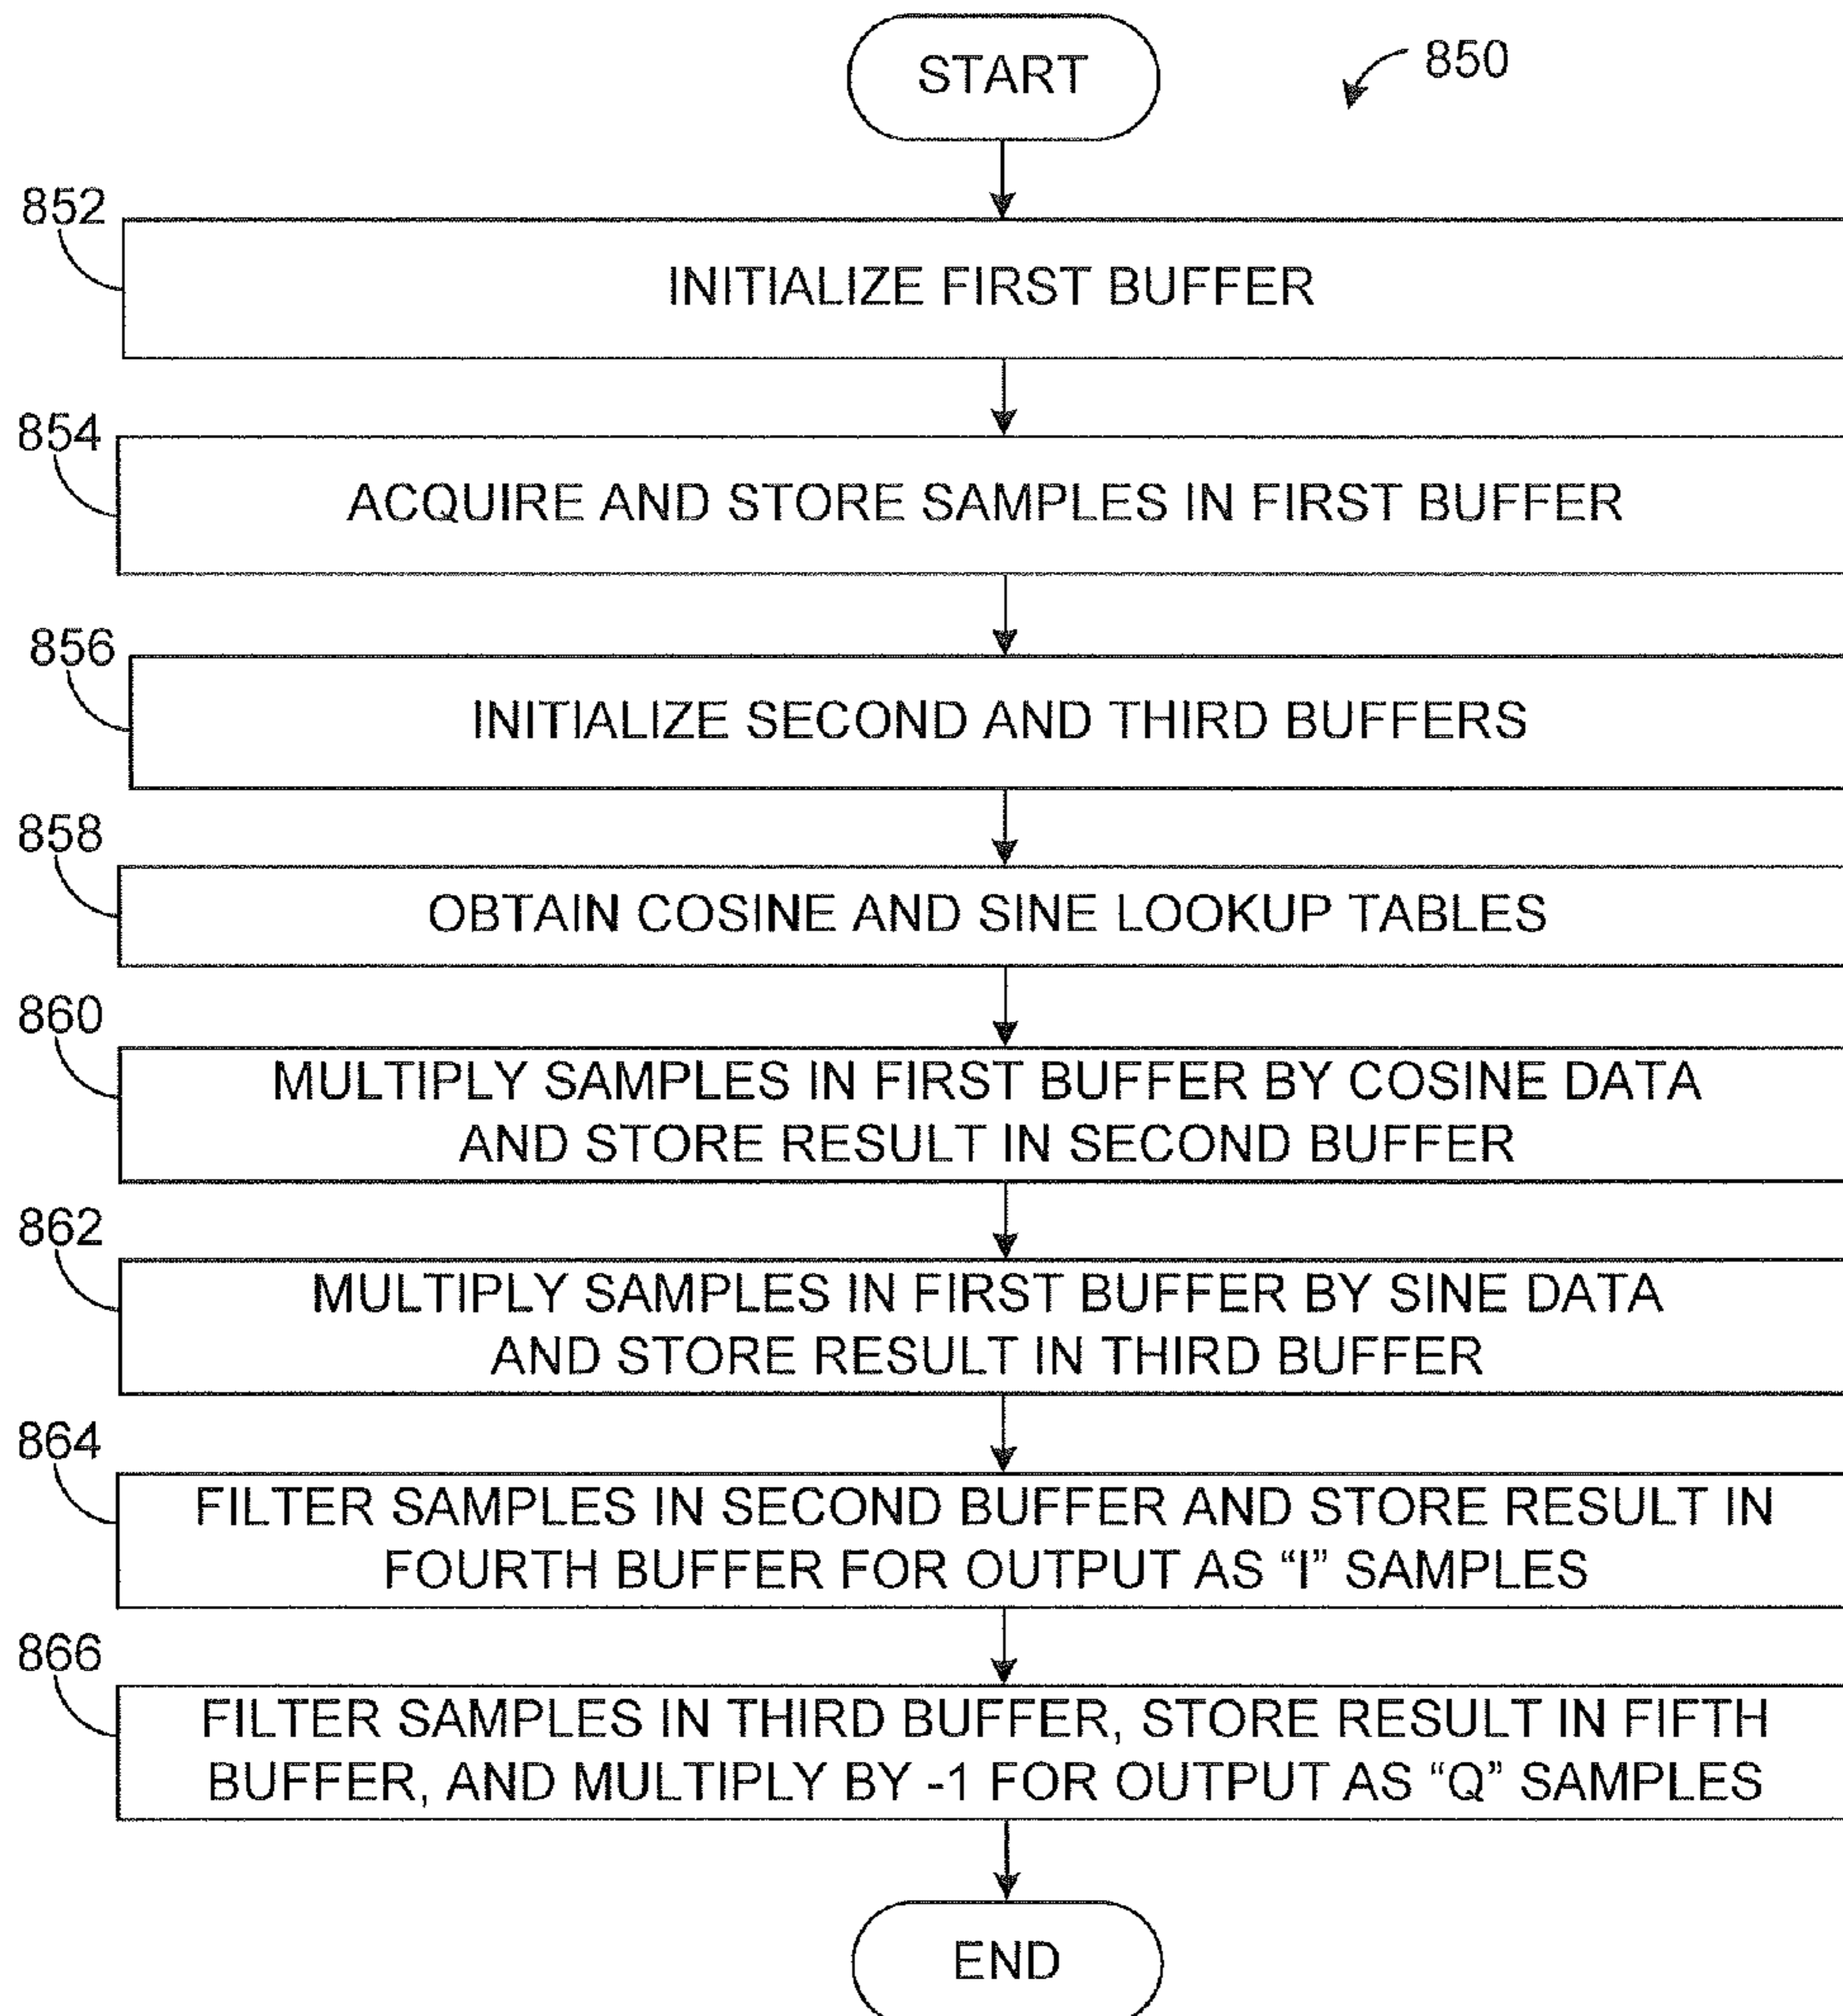 START
850
852
INITIALIZE FIRST BUFFER
854
ACQUIRE AND STORE SAMPLES IN FIRST BUFFER
856
INITIALIZE SECOND AND THIRD BUFFERS
858
OBTAIN COSINE AND SINE LOOKUP TABLES
860
MULTIPLY SAMPLES IN FIRST BUFFER BY COSINE DATA
AND STORE RESULT IN SECOND BUFFER
862
MULTIPLY SAMPLES IN FIRST BUFFER BY SINE DATA
AND STORE RESULT IN THIRD BUFFER
864
FILTER SAMPLES IN SECOND BUFFER AND STORE RESULT IN
FOURTH BUFFER FOR OUTPUT AS “I” SAMPLES
866
FILTER SAMPLES IN THIRD BUFFER, STORE RESULT IN FIFTH
BUFFER, AND MULTIPLY BY -1 FOR OUTPUT AS “Q” SAMPLES
END